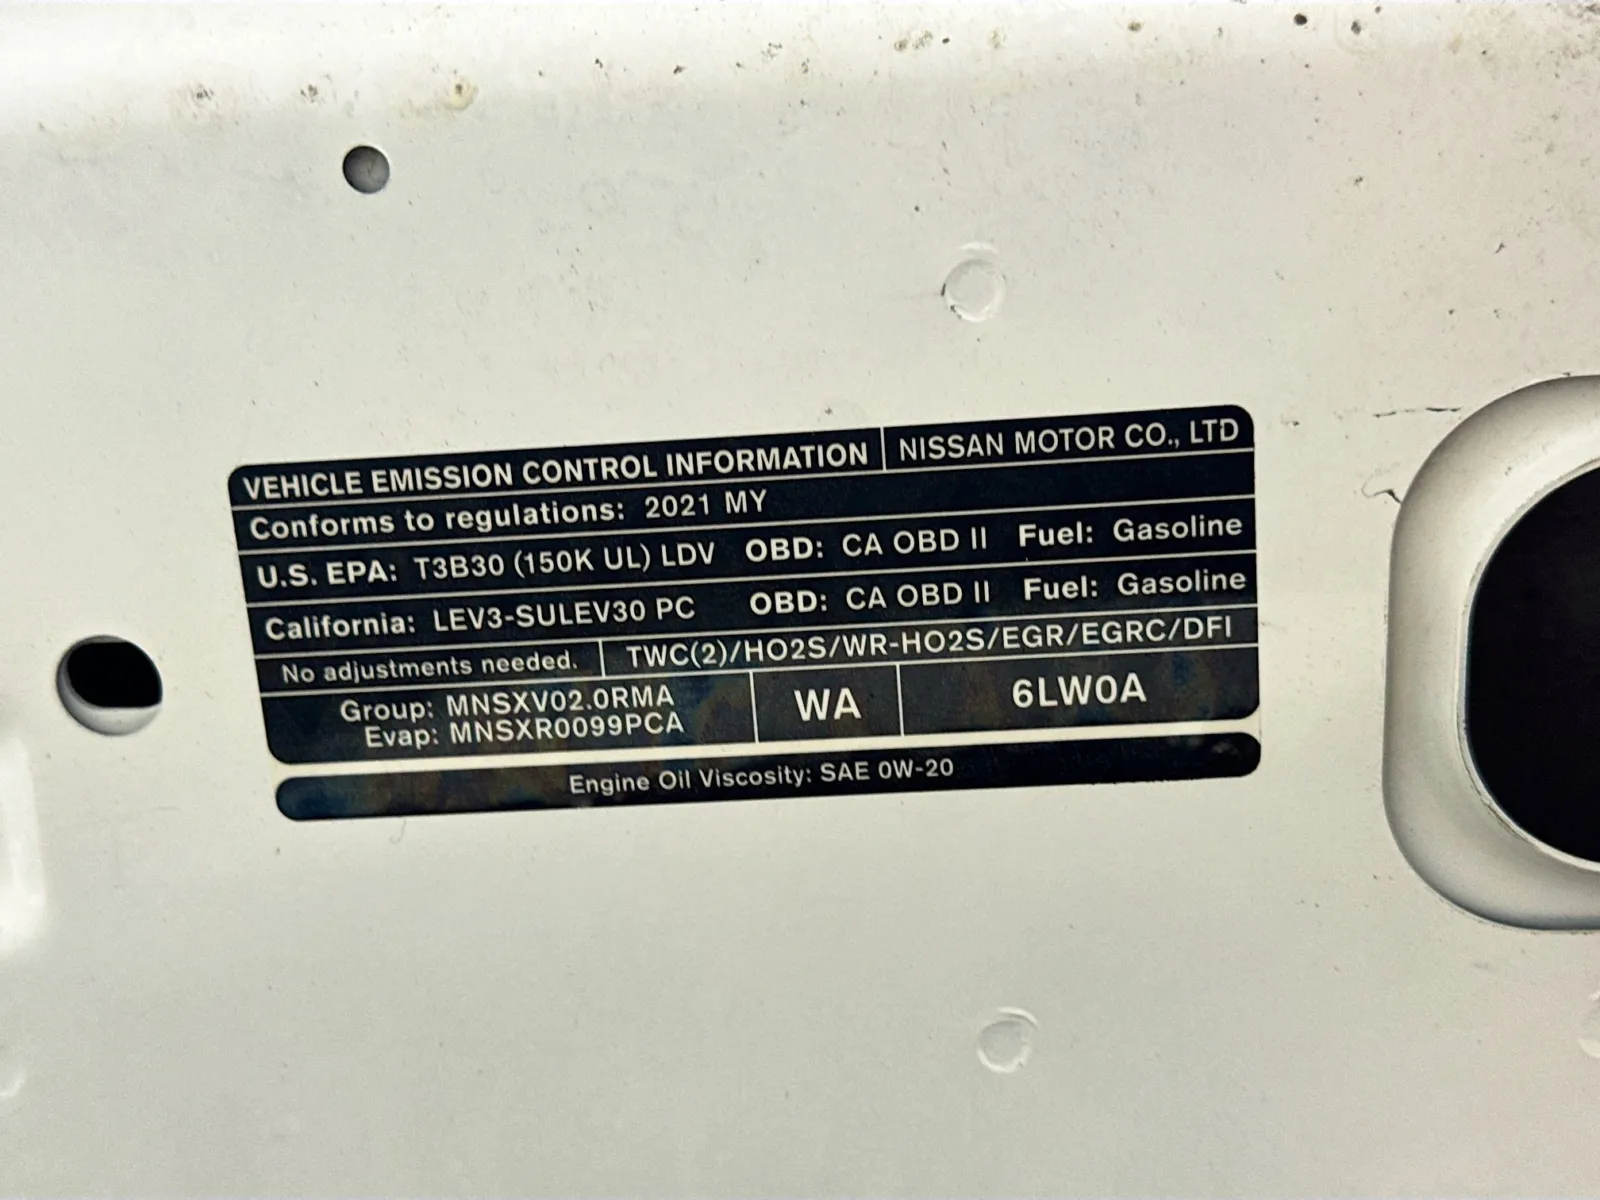 VEHICLE EMISSION CONTROL INFORMATION NISSAN MOTOR CO., LTD
Conforms to regulations: 2021 MY
U.S. EPA: T3B30 (150K UL) LDV OBD: CA OBD II Fuel: Gasoline
California: LEV3-SULEV30 PC OBD: CA OBD II Fuel: Gasoline
No adjustments needed. TWC(2)/HO2S/WR-HO2S/EGR/EGRC/DFI
Group: MNSXV02.0RMA WA 6LW0A
Evap: MNSXR0099PCA
Engine Oil Viscosity: SAE 0W-20